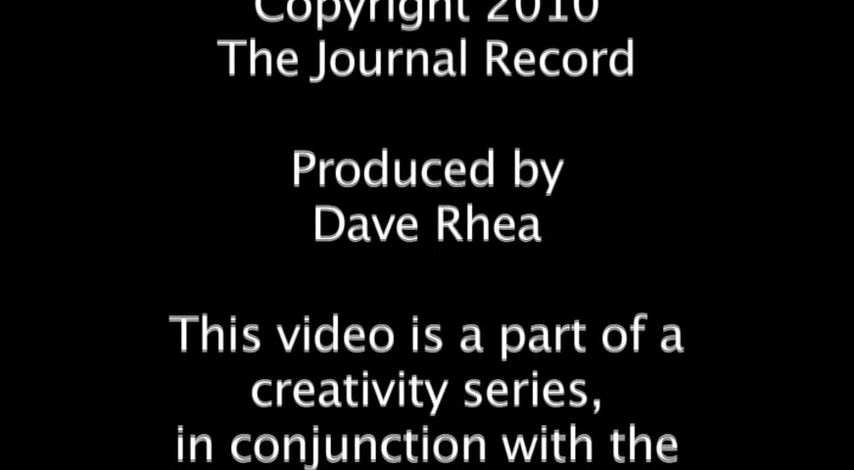 Copyright 2010
The Journal Record
Produced by
Dave Rhea
This video is a part of a
creativity series,
in conjunction with the